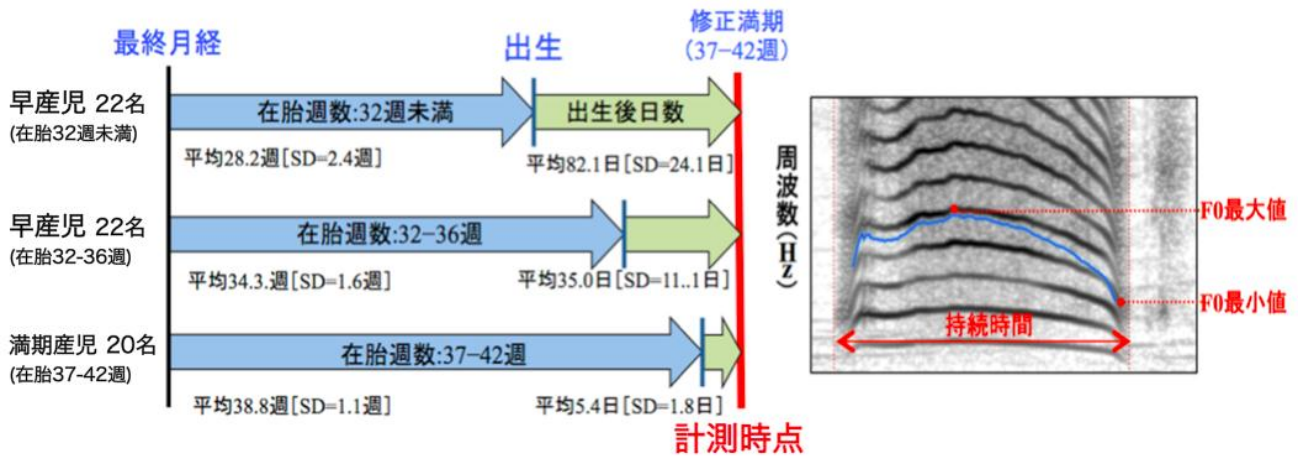 最終月経
出生
修正満期
(37−42週)
早産児 22名
(在胎32週未満)
在胎週数:32週未満
出生後日数
平均28.2週[SD=2.4週]
平均82.1日[SD=24.1日]
早産児 22名
(在胎32-36週)
在胎週数:32−36週
平均34.3.週[SD=1.6週]
平均35.0日[SD=11..1日]
満期産児 20名
(在胎37-42週)
在胎週数:37−42週
平均38.8週[SD=1.1週]
平均5.4日[SD=1.8日]
計測時点
周波数(Hz)
F0最大値
F0最小値
持続時間